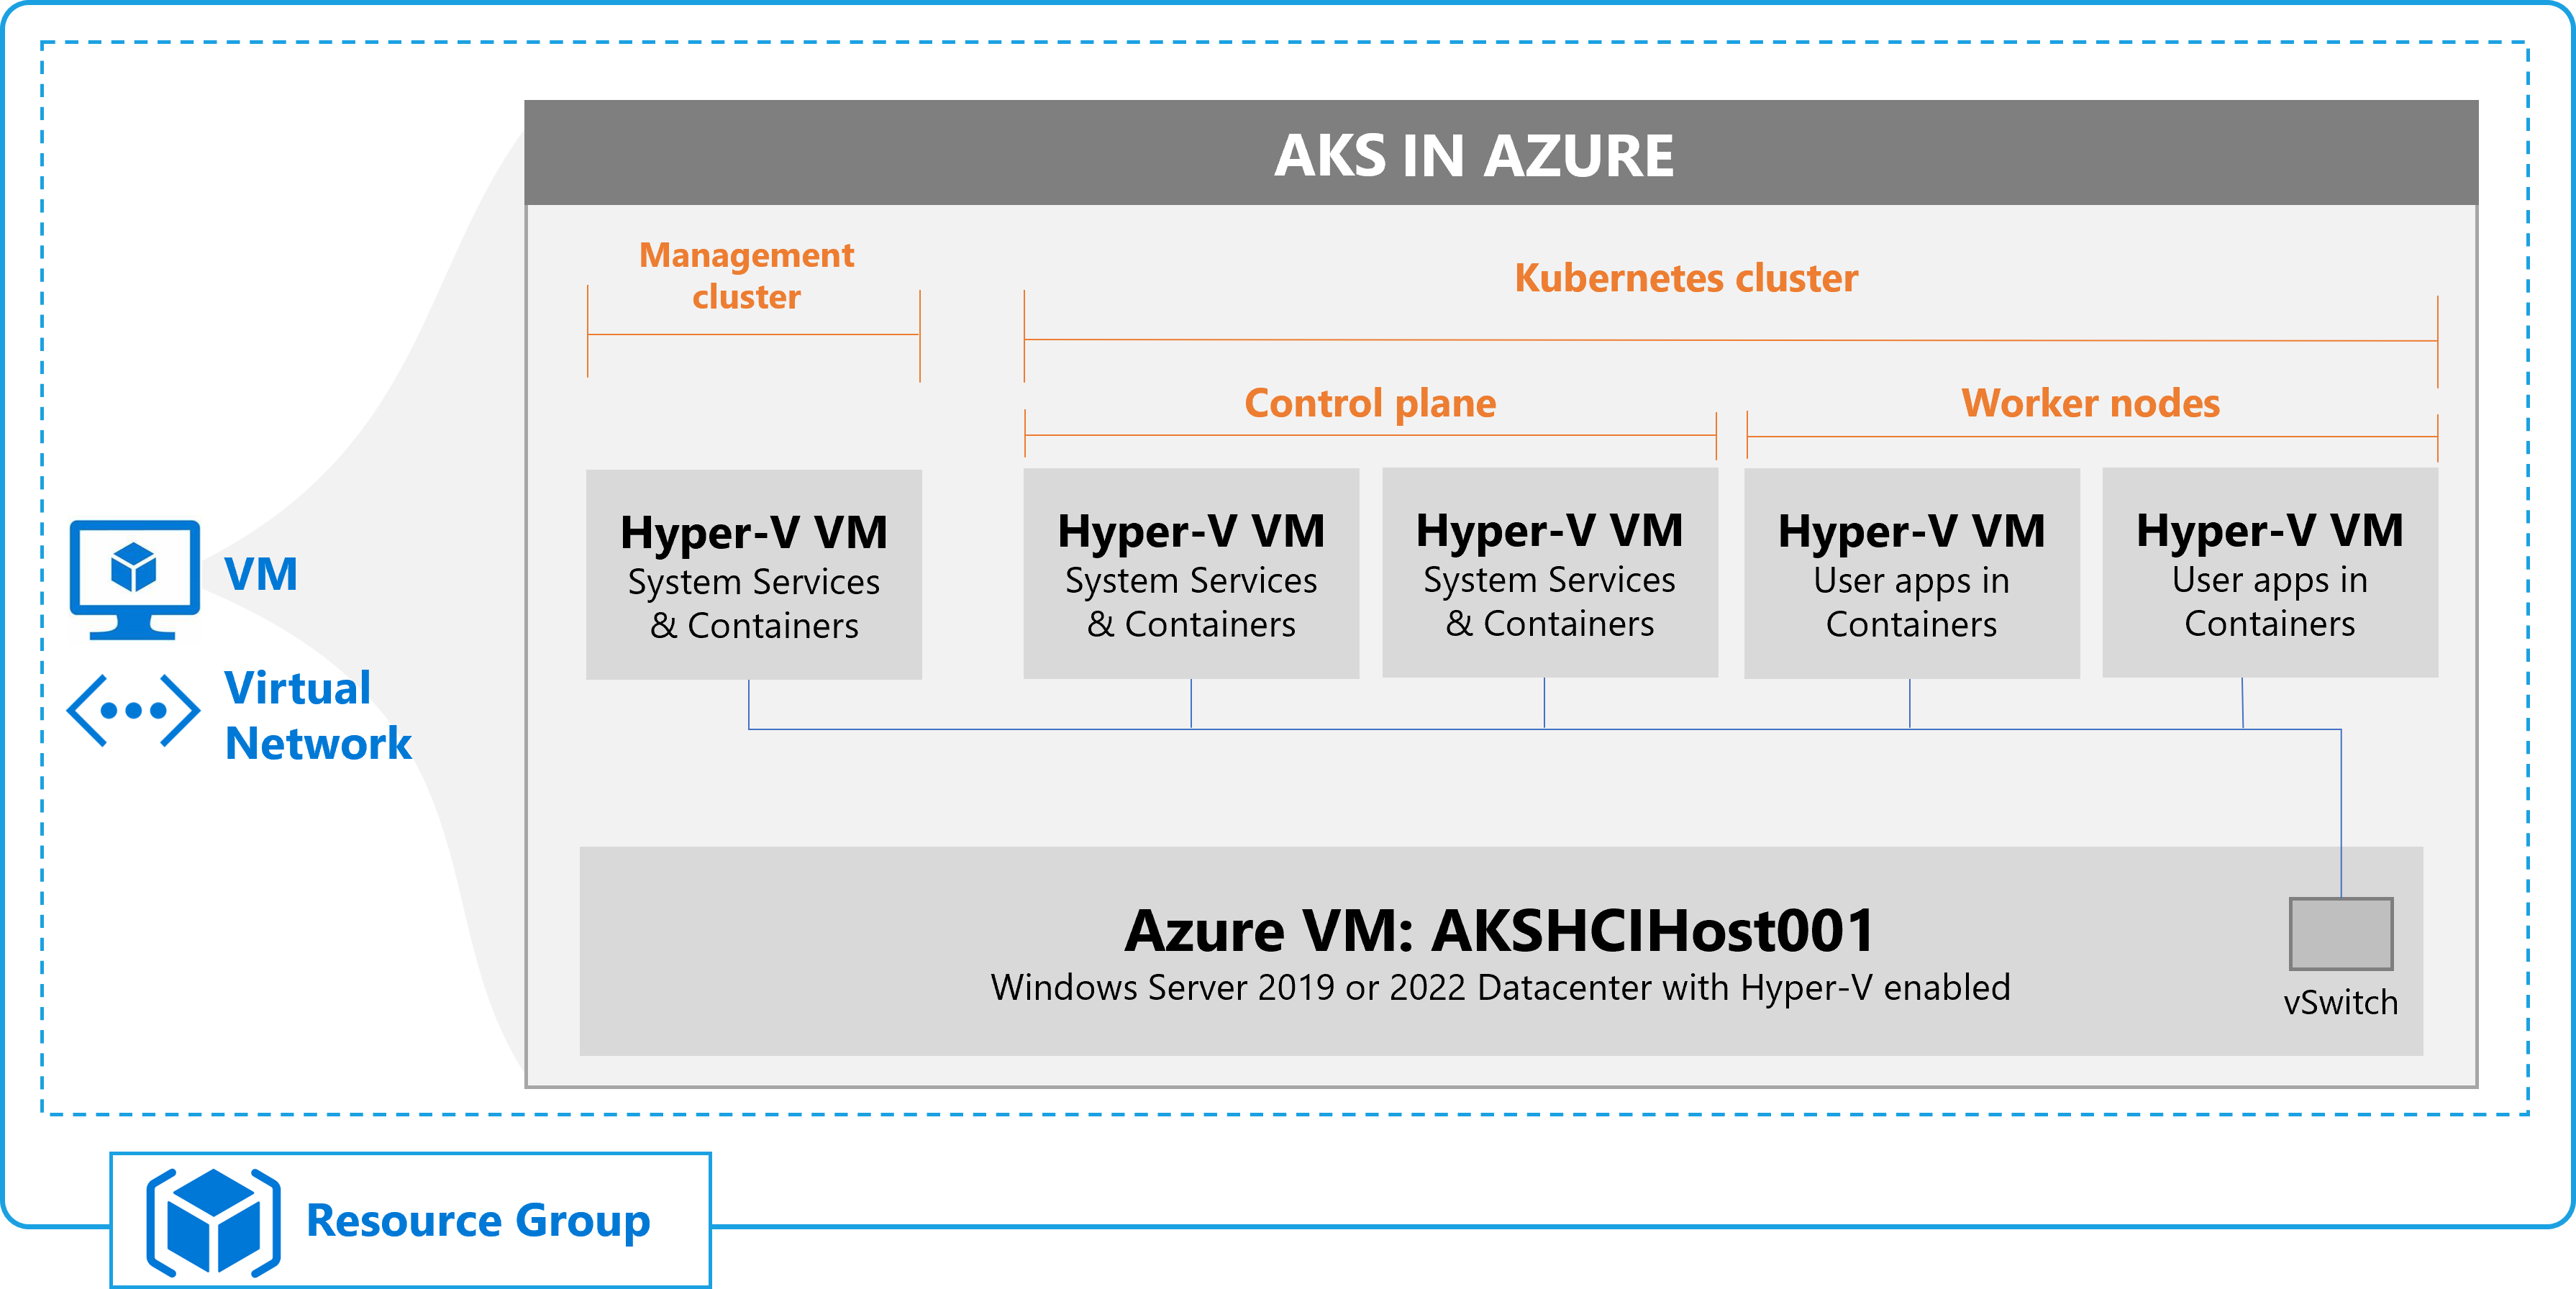 AKS IN AZURE
Management
cluster
Kubernetes cluster
Control plane
Worker nodes
Hyper-V VM
System Services
& Containers
Hyper-V VM
System Services
& Containers
Hyper-V VM
System Services
& Containers
Hyper-V VM
User apps in
Containers
Hyper-V VM
User apps in
Containers
VM
Virtual
Network
Azure VM: AKSHCIHost001
Windows Server 2019 or 2022 Datacenter with Hyper-V enabled
vSwitch
Resource Group